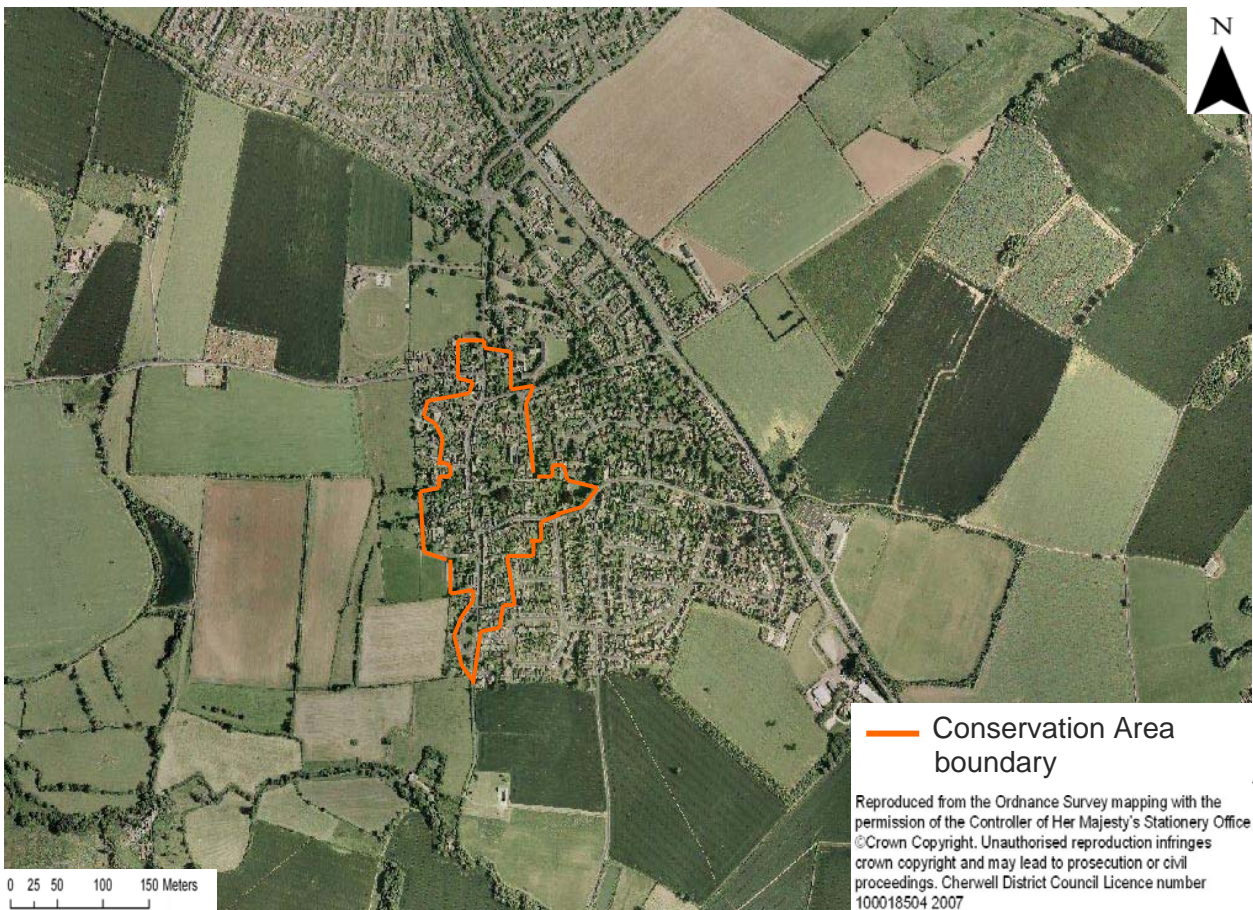 N
Conservation Area
boundary
Reproduced from the Ordnance Survey mapping with the
permission of the Controller of Her Majesty's Stationery Office
©Crown Copyright. Unauthorised reproduction infringes
crown copyright and may lead to prosecution or civil
proceedings. Cherwell District Council Licence number
100018504 2007
0 25 50 100 150 Meters